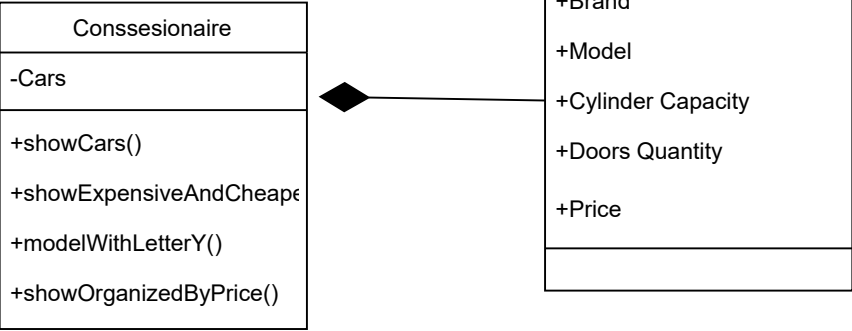 Conssesionaire
-Cars
+showCars()
+showExpensiveAndCheape
+modelWithLetterY()
+showOrganizedByPrice()
+Brand
+Model
+Cylinder Capacity
+Doors Quantity
+Price